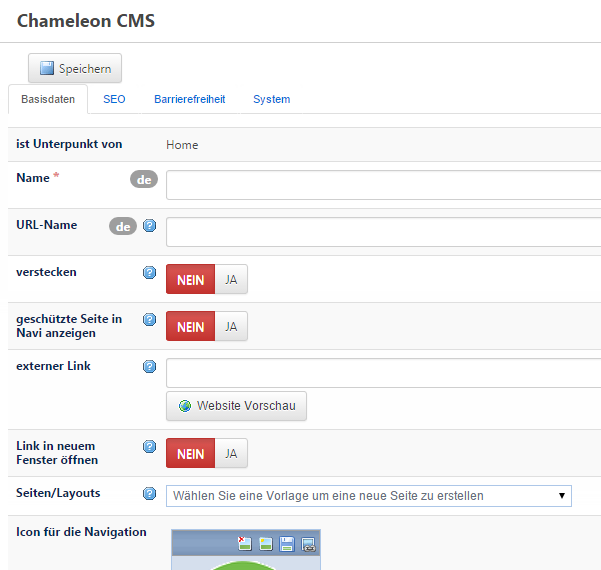 Chameleon CMS
Speichern
Basisdaten SEO Barrierefreiheit System
ist Unterpunkt von Home
Name * de
URL-Name de ?
verstecken ? NEIN JA
geschützte Seite in
Navi anzeigen ? NEIN JA
externer Link ?
Website Vorschau
Link in neuem
Fenster öffnen ? NEIN JA
Seiten/Layouts ? Wählen Sie eine Vorlage um eine neue Seite zu erstellen
Icon für die Navigation